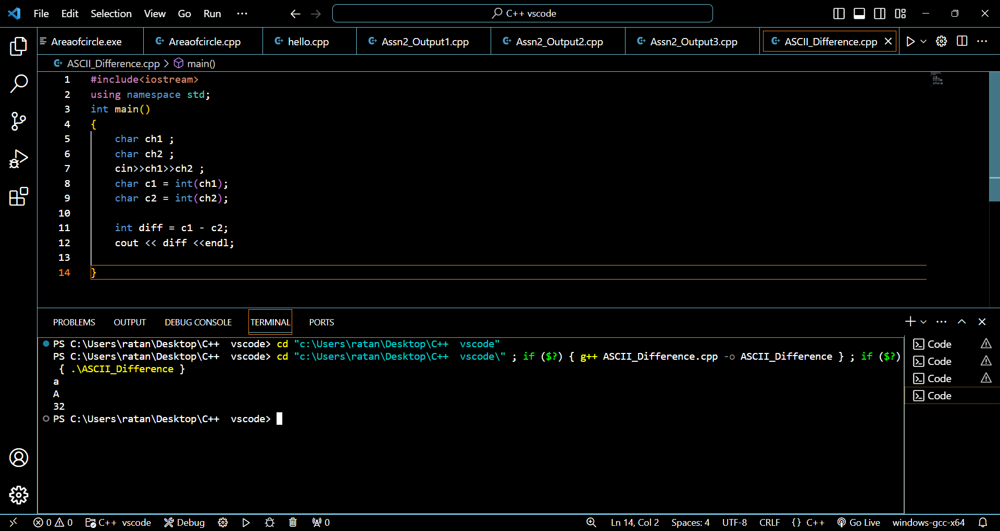 File Edit Selection View Go Run ···
C++ vscode
Areaofcircle.exe Areaofcircle.cpp hello.cpp Assn2_Output1.cpp Assn2_Output2.cpp Assn2_Output3.cpp ASCII_Difference.cpp
ASCII_Difference.cpp > main()
1 #include<iostream>
2 using namespace std;
3 int main()
4 {
5 char ch1 ;
6 char ch2 ;
7 cin>>ch1>>ch2 ;
8 char c1 = int(ch1);
9 char c2 = int(ch2);
10
11 int diff = c1 - c2;
12 cout << diff <<endl;
13
14 }
PROBLEMS OUTPUT DEBUG CONSOLE TERMINAL PORTS
PS C:\Users\ratan\Desktop\C++  vscode> cd "c:\Users\ratan\Desktop\C++  vscode"
PS C:\Users\ratan\Desktop\C++  vscode> cd "c:\Users\ratan\Desktop\C++  vscode\" ; if ($?) { g++ ASCII_Difference.cpp -o ASCII_Difference } ; if ($?)
{ .\ASCII_Difference }
a
A
32
PS C:\Users\ratan\Desktop\C++  vscode>
Code
Code
Code
Code
0 0 C++  vscode Debug 0 Ln 14, Col 2 Spaces: 4 UTF-8 CRLF {} C++ Go Live windows-gcc-x64